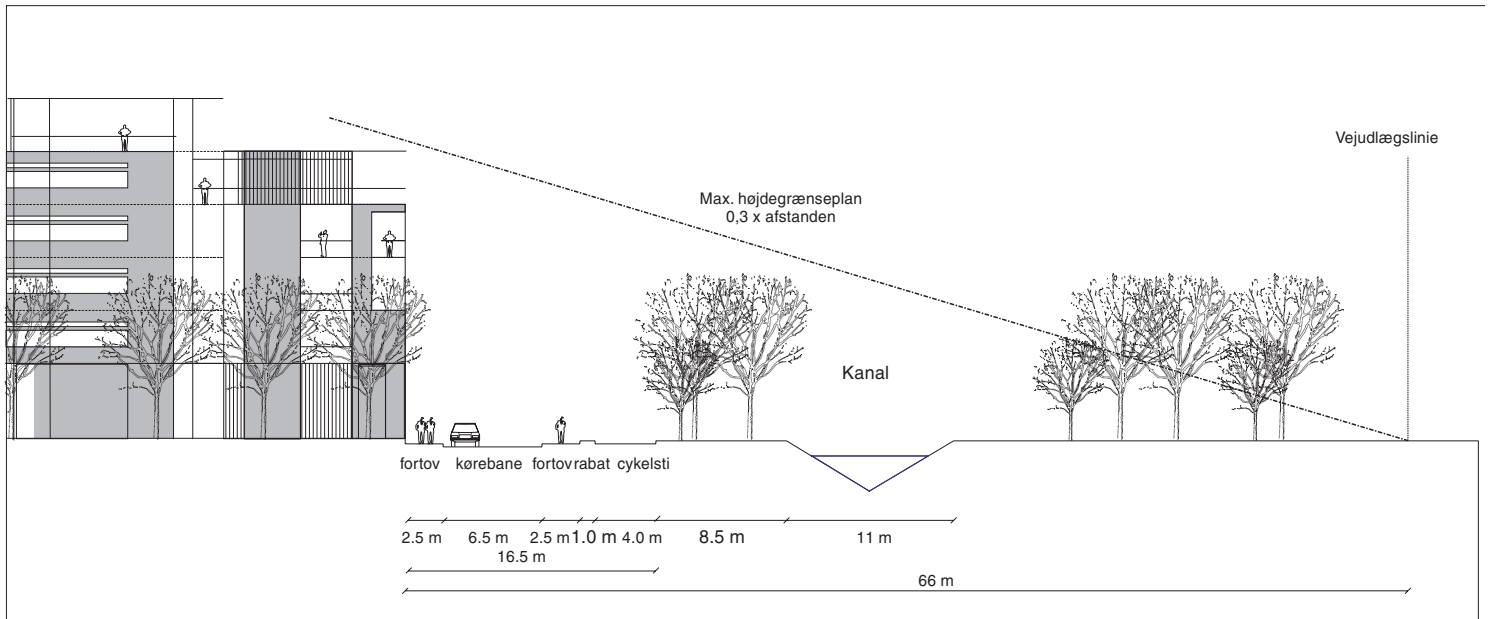 Vejudlægslinie
Max. højdegrænseplan
0,3 x afstanden
Kanal
fortov kørebane fortov rabat cykelsti
2.5 m 6.5 m 2.5 m 1.0 m 4.0 m 8.5 m 11 m
16.5 m
66 m